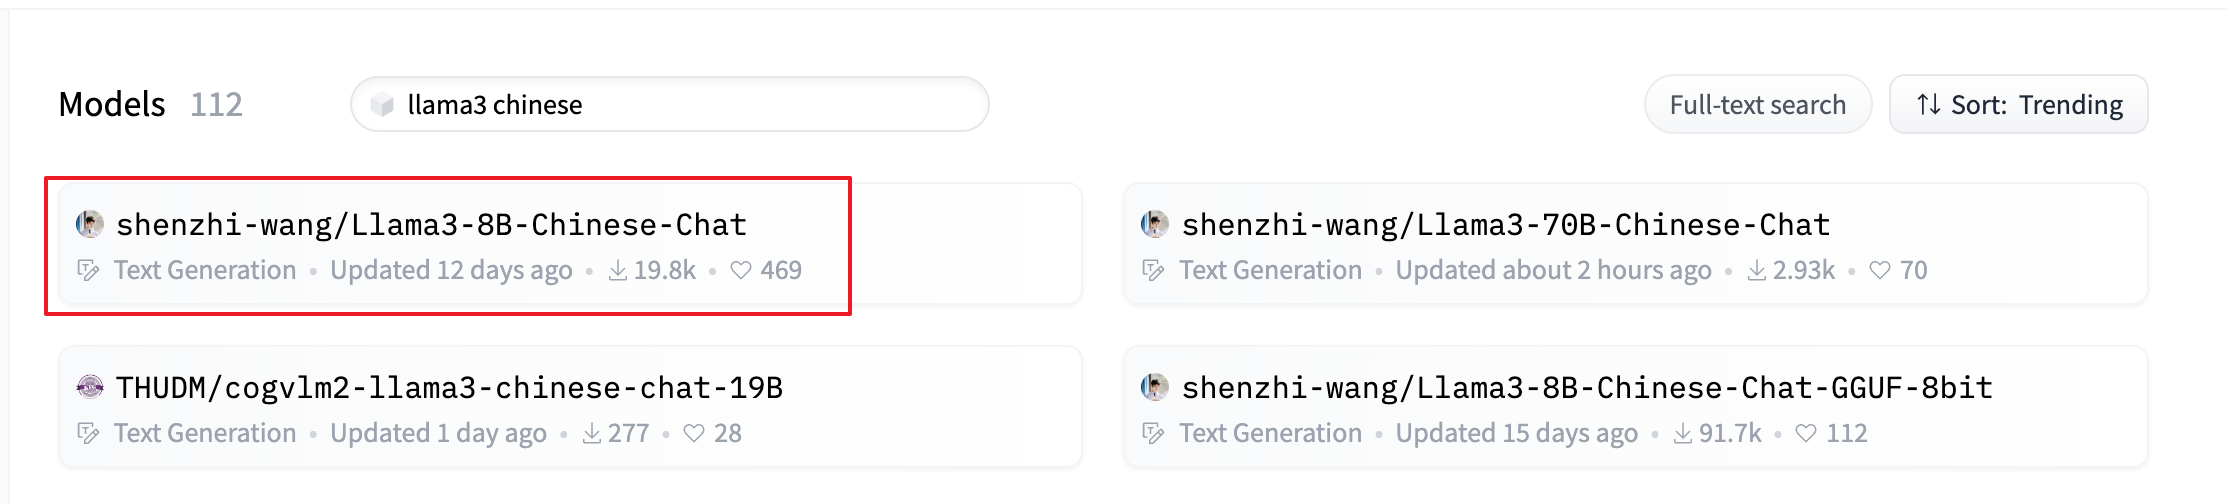 Models 112
llama3 chinese
Full-text search
Sort: Trending
shenzhi-wang/Llama3-8B-Chinese-Chat
Text Generation • Updated 12 days ago • 19.8k • 469
shenzhi-wang/Llama3-70B-Chinese-Chat
Text Generation • Updated about 2 hours ago • 2.93k • 70
THUDM/cogvlm2-llama3-chinese-chat-19B
Text Generation • Updated 1 day ago • 277 • 28
shenzhi-wang/Llama3-8B-Chinese-Chat-GGUF-8bit
Text Generation • Updated 15 days ago • 91.7k • 112